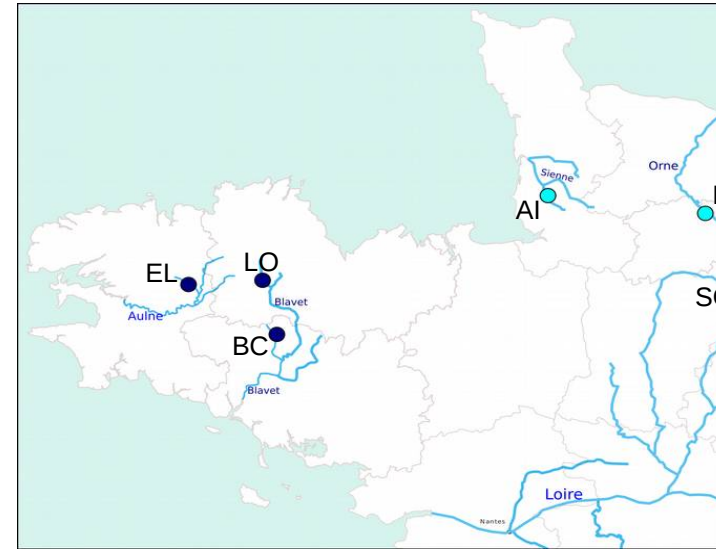 Sienne
Orne
AI
EL
LO
Blavet
Aulne
BC
Blavet
Loire
Nantes